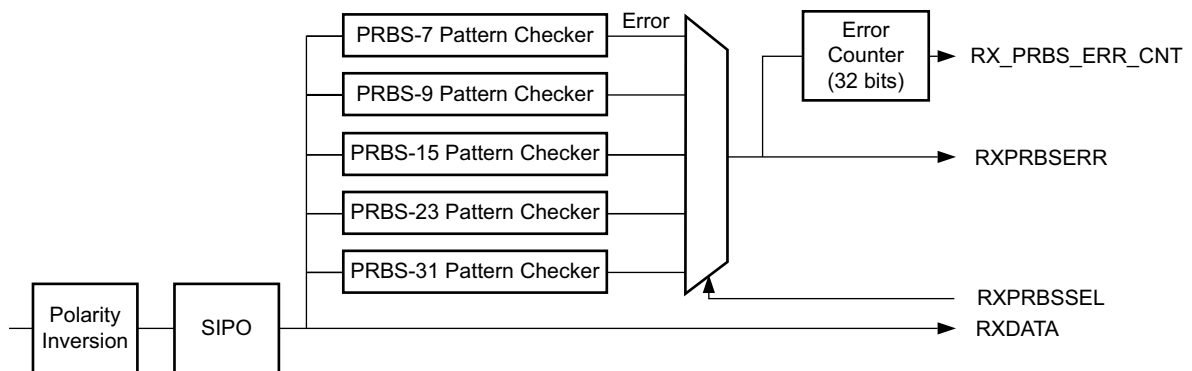 PRBS-7 Pattern Checker
Error
PRBS-9 Pattern Checker
PRBS-15 Pattern Checker
PRBS-23 Pattern Checker
PRBS-31 Pattern Checker
Error
Counter
(32 bits)
RX_PRBS_ERR_CNT
RXPRBSERR
RXPRBSSEL
Polarity
Inversion
SIPO
RXDATA